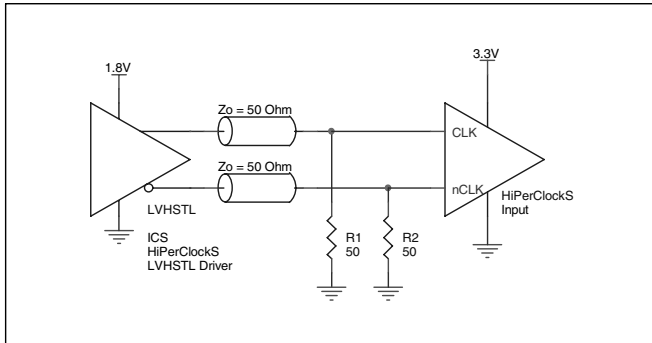 1.8V
3.3V
Zo = 50 Ohm
CLK
Zo = 50 Ohm
nCLK
LVHSTL
HiPerClockS
Input
ICS
HiPerClockS
LVHSTL Driver
R1
50
R2
50